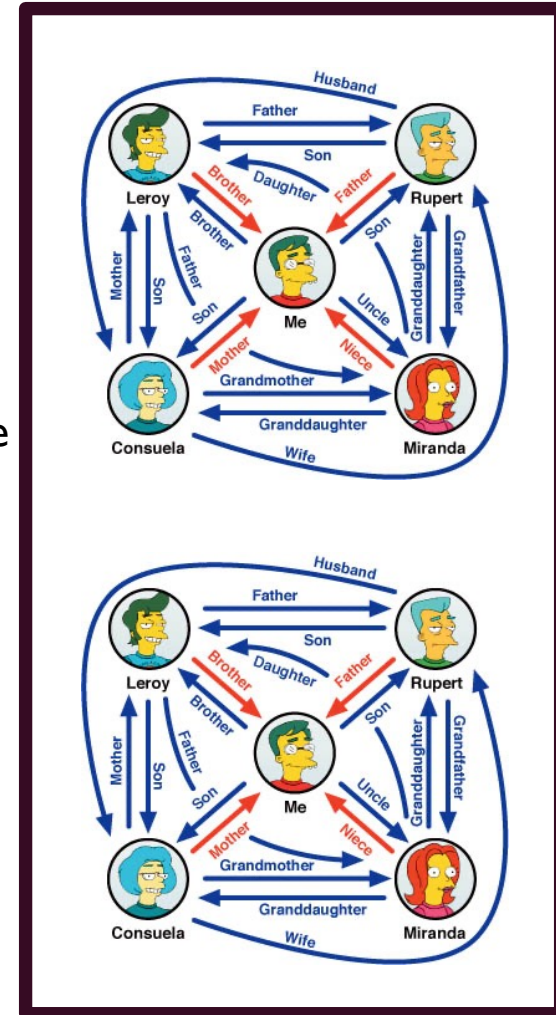 Husband
Father
Son
Daughter
Brother
Father
Leroy
Rupert
Brother
Son
Mother
Son
Father
Granddaughter
Grandfather
Me
Son
Uncle
Mother
Niece
Grandmother
Granddaughter
Consuela
Wife
Miranda
e
Husband
Father
Son
Daughter
Brother
Father
Leroy
Rupert
Brother
Son
Mother
Son
Father
Granddaughter
Grandfather
Me
Son
Uncle
Mother
Niece
Grandmother
Granddaughter
Consuela
Wife
Miranda